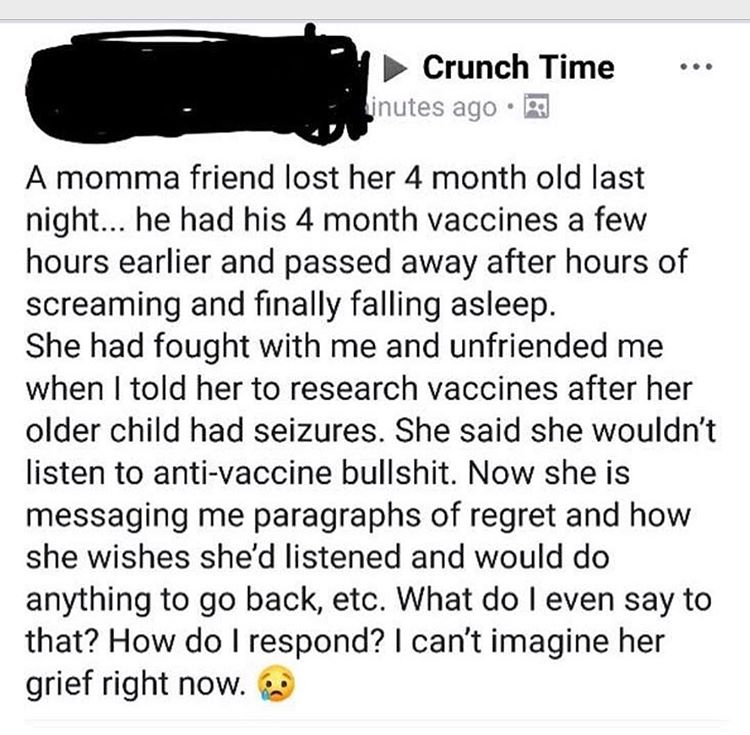 Crunch Time
inutes ago
A momma friend lost her 4 month old last
night... he had his 4 month vaccines a few
hours earlier and passed away after hours of
screaming and finally falling asleep.
She had fought with me and unfriended me
when I told her to research vaccines after her
older child had seizures. She said she wouldn't
listen to anti-vaccine bullshit. Now she is
messaging me paragraphs of regret and how
she wishes she'd listened and would do
anything to go back, etc. What do I even say to
that? How do I respond? I can't imagine her
grief right now. 😢